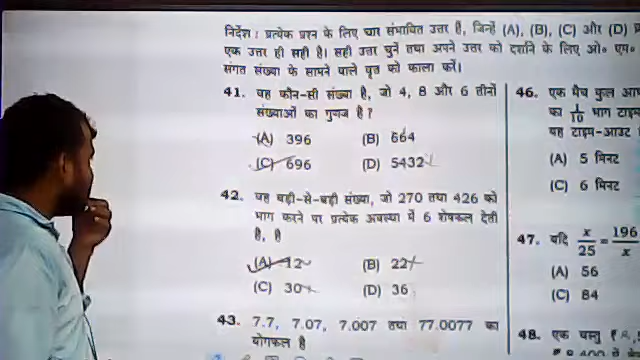 निर्देश : प्रत्येक प्रश्न के लिए चार संभावित उत्तर है, जिन्हें (A), (B), (C) और (D)
एक उत्तर ही सही है। सही उत्तर चुनें तथा अपने उत्तर को दर्शाने के लिए ओ० एम०
संगत संख्या के सामने वाले वृत्त को काला करें।
41. वह कौन-सी संख्या है, जो 4, 8 और 6 तीनों
संख्याओं का गुणज है ?
(A) 396 (B) 664
(C) 696 (D) 5432
42. वह बड़ी-से-बड़ी संख्या, जो 270 तथा 426 को
भाग करने पर प्रत्येक अवस्था में 6 शेषफल देती
है, है
(A) 12 (B) 22
(C) 30 (D) 36
43. 7.7, 7.07, 7.007 तथा 77.0077 का
योगफल है
46. एक मैच कुल
का 1/10 भाग
यह टाइम-आउट
(A) 5 मिनट
(C) 6 मिनट
47. यदि x/25 = 196/x
(A) 56
(C) 84
48. एक वस्तु ₹